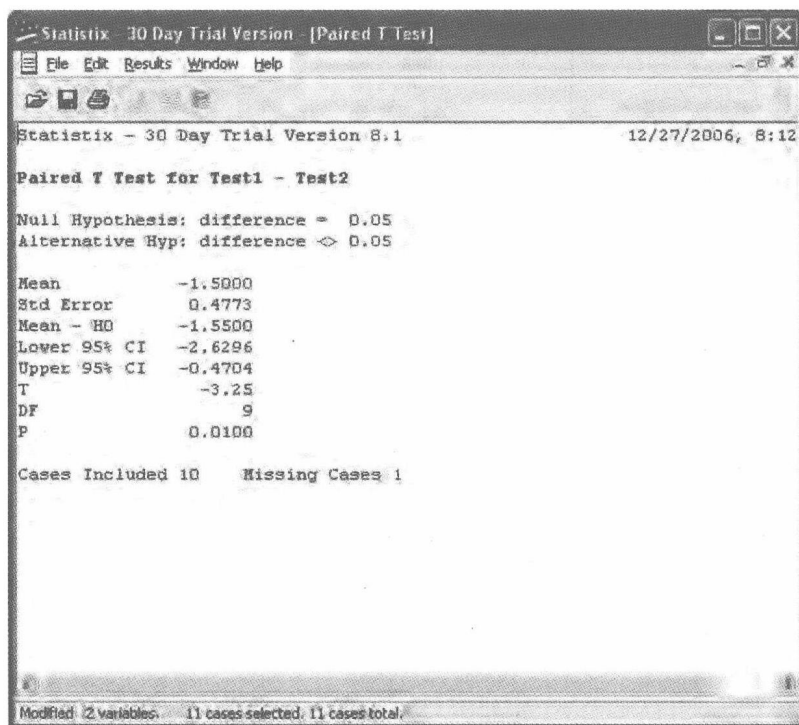 Statistix - 30 Day Trial Version - [Paired T Test]
File Edit Results Window Help
Statistix - 30 Day Trial Version 8.1 12/27/2006, 8:12
Paired T Test for Test1 - Test2
Null Hypothesis: difference = 0.05
Alternative Hyp: difference <> 0.05
Mean -1.5000
Std Error 0.4773
Mean - H0 -1.5500
Lower 95% CI -2.6296
Upper 95% CI -0.4704
T -3.25
DF 9
P 0.0100
Cases Included 10 Missing Cases 1
Modified 2 variables. 11 cases selected. 11 cases total.